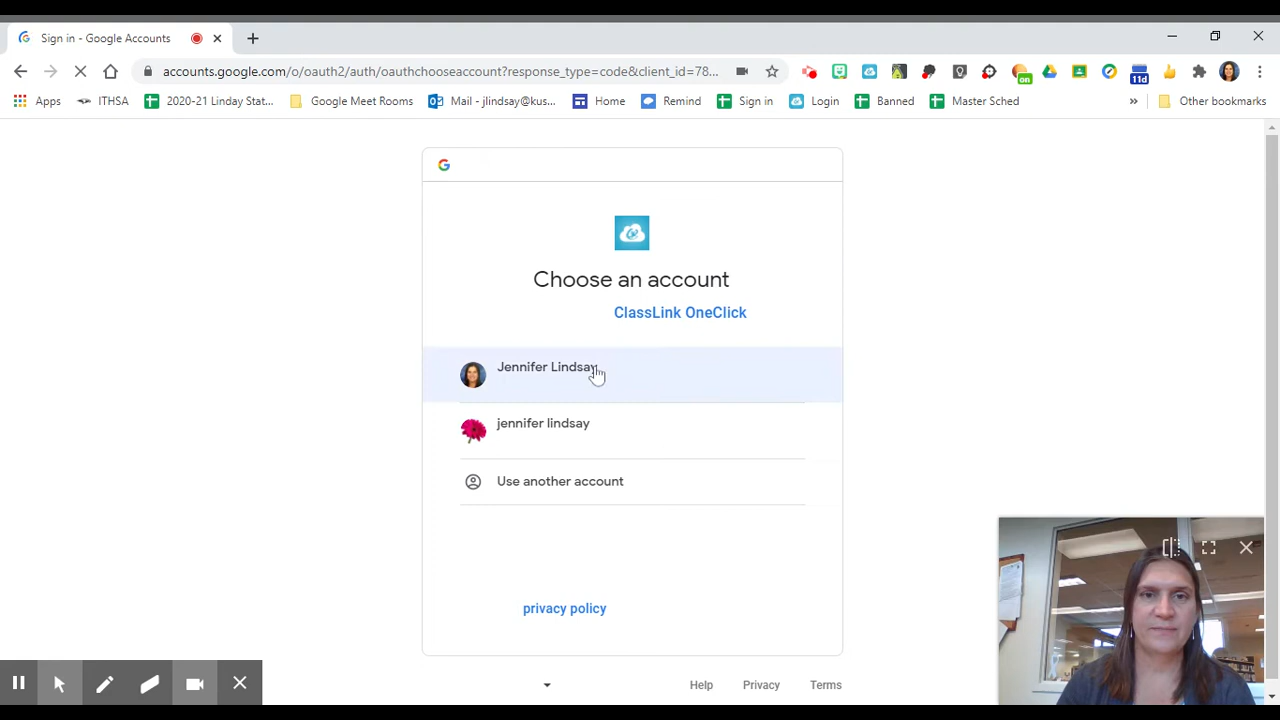 Sign in - Google Accounts
accounts.google.com/o/oauth2/auth/oauthchooseaccount?response_type=code&client_id=78...
on
11d
Apps
ITHSA
2020-21 Linday Stat...
Google Meet Rooms
Mail - jlindsay@kus...
Home
Remind
Sign in
Login
Banned
Master Sched
»
Other bookmarks
Choose an account
ClassLink OneClick
Jennifer Lindsay
jennifer lindsay
Use another account
privacy policy
Help
Privacy
Terms